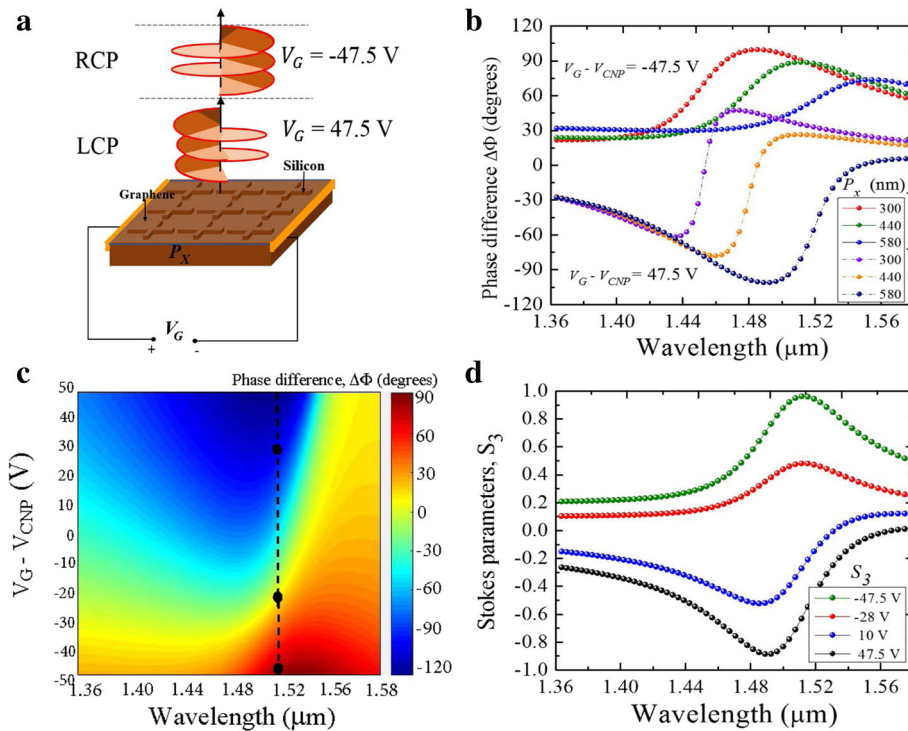 a
RCP
V_G = -47.5 V
LCP
V_G = 47.5 V
Silicon
Graphene
P_X
V_G
+ -
b
Phase difference ΔΦ (degrees)
120
90
60
30
0
-30
-60
-90
-120
V_G - V_CNP = -47.5 V
V_G - V_CNP = 47.5 V
P_x (nm)
300
440
580
300
440
580
1.36 1.40 1.44 1.48 1.52 1.56
Wavelength (μm)
c
Phase difference, ΔΦ (degrees)
V_G - V_CNP (V)
50
40
30
20
10
-0
-10
-20
-30
-40
-50
1.36 1.40 1.48 1.52 1.56 1.58
Wavelength (μm)
90
60
30
0
-30
-60
-90
-120
d
Stokes parameters, S_3
1.0
0.8
0.6
0.4
0.2
0.0
-0.2
-0.4
-0.6
-0.8
-1.0
S_3
-47.5 V
-28 V
10 V
47.5 V
1.36 1.40 1.44 1.48 1.52 1.56
Wavelength (μm)